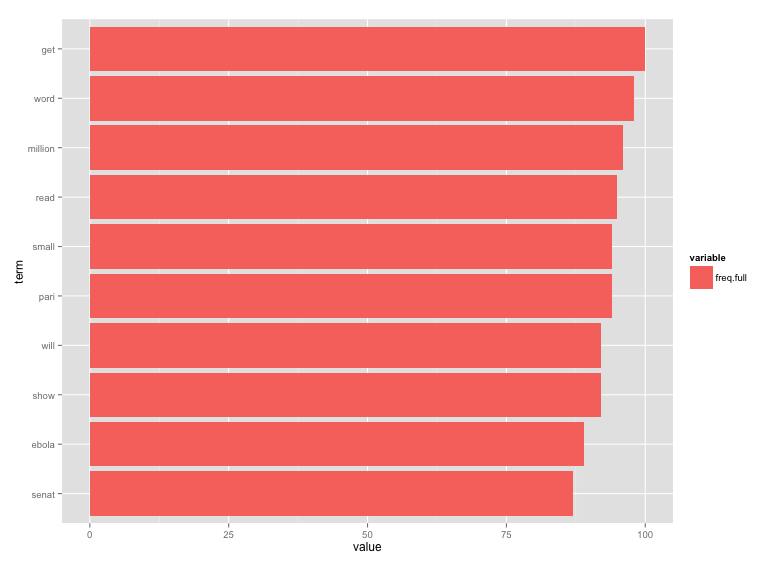 get
word
million
read
small
pari
will
show
ebola
senat
term
0 25 50 75 100
value
variable
freq.full